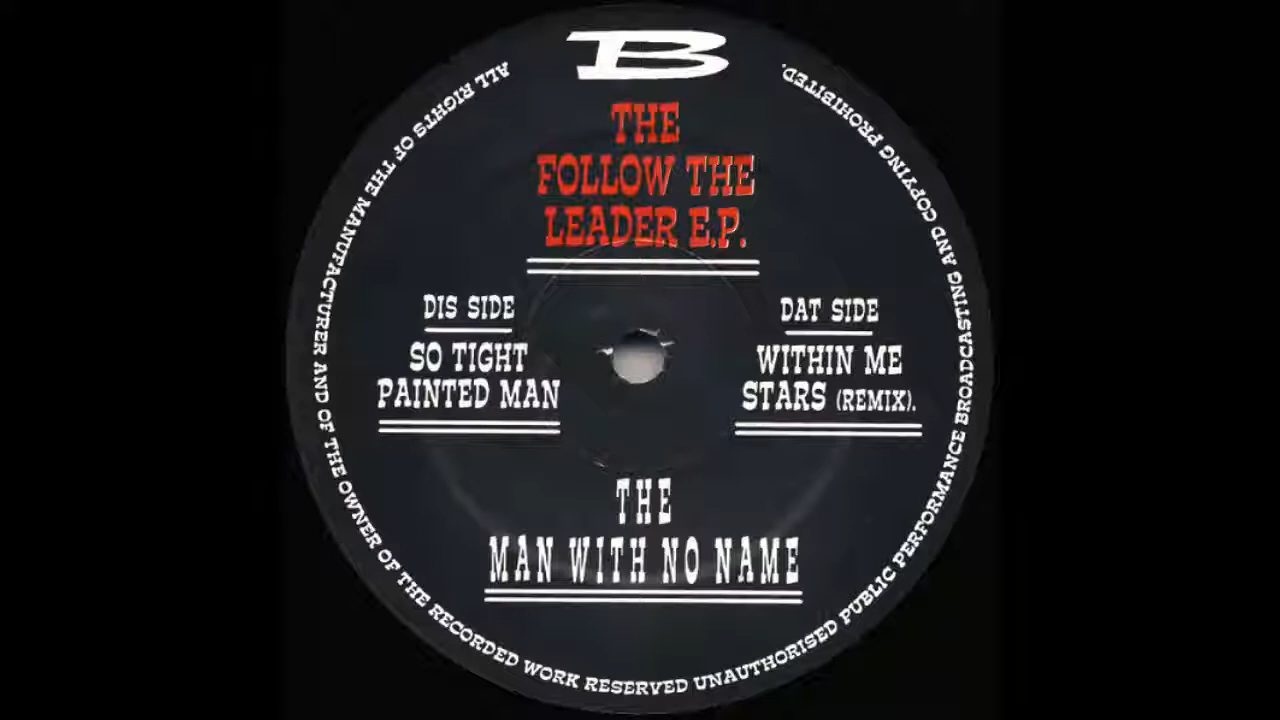 B
THE
FOLLOW THE
LEADER E.P.
DIS SIDE
SO TIGHT
PAINTED MAN
DAT SIDE
WITHIN ME
STARS (REMIX).
THE
MAN WITH NO NAME
ALL RIGHTS OF THE MANUFACTURER AND OF THE OWNER OF THE RECORDED WORK RESERVED UNAUTHORISED PUBLIC PERFORMANCE BROADCASTING AND COPYING PROHIBITED.